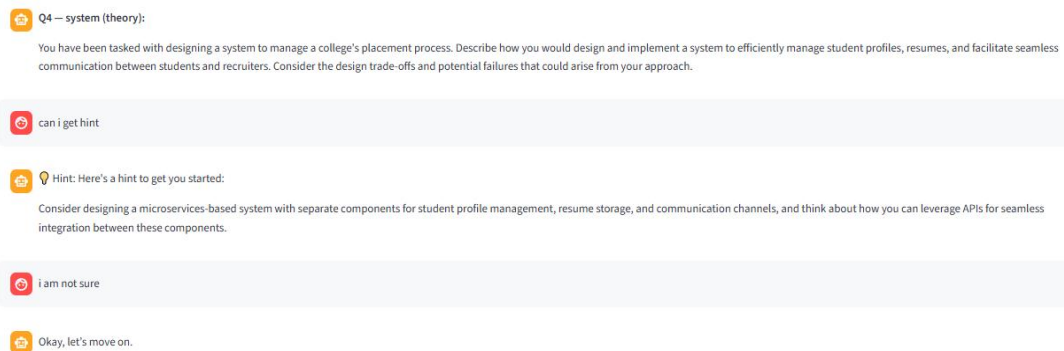 Q4 — system (theory):
You have been tasked with designing a system to manage a college's placement process. Describe how you would design and implement a system to efficiently manage student profiles, resumes, and facilitate seamless
communication between students and recruiters. Consider the design trade-offs and potential failures that could arise from your approach.
can i get hint
💡 Hint: Here's a hint to get you started:
Consider designing a microservices-based system with separate components for student profile management, resume storage, and communication channels, and think about how you can leverage APIs for seamless
integration between these components.
i am not sure
Okay, let's move on.